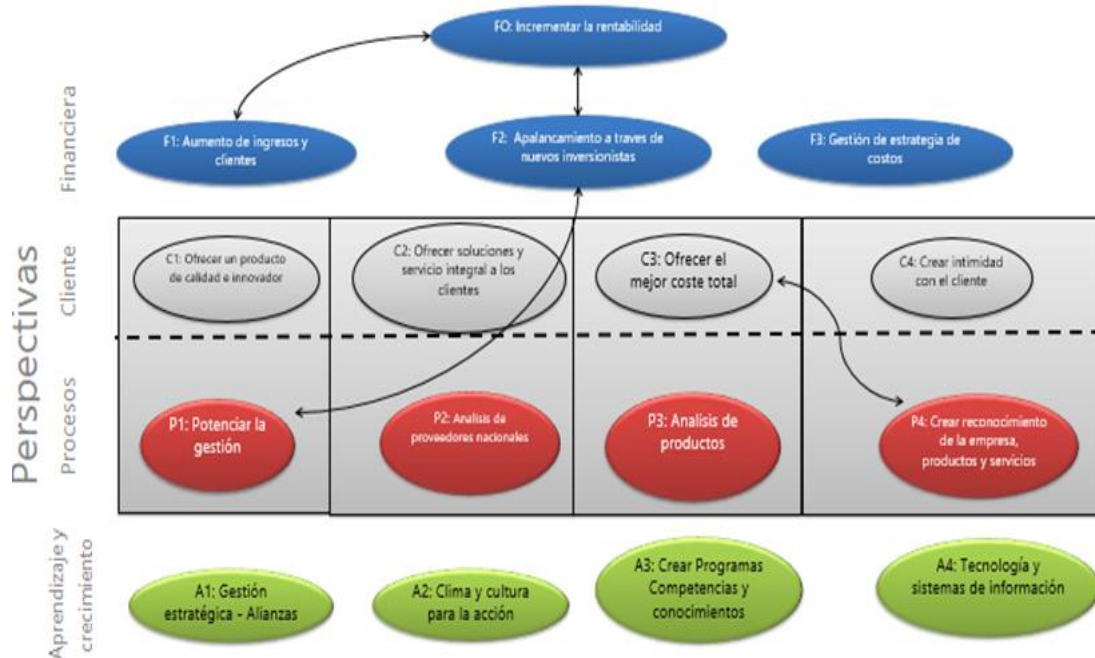 FO: Incrementar la rentabilidad
Financiera
F1: Aumento de ingresos y
clientes
F2: Apalancamiento a traves de
nuevos inversionistas
F3: Gestión de estrategia de
costos
Perspectivas
Cliente
C1: Ofrecer un producto
de calidad e innovador
C2: Ofrecer soluciones y
servicio integral a los
clientes
C3: Ofrecer el
mejor coste total
C4: Crear intimidad
con el cliente
Procesos
P1: Potenciar la
gestión
P2: Analisis de
proveedores nacionales
P3: Analisis de
productos
P4: Crear reconocimiento
de la empresa,
productos y servicios
Aprendizaje y
crecimiento
A1: Gestión
estratégica - Alianzas
A2: Clima y cultura
para la acción
A3: Crear Programas
Competencias y
conocimientos
A4: Tecnología y
sistemas de información